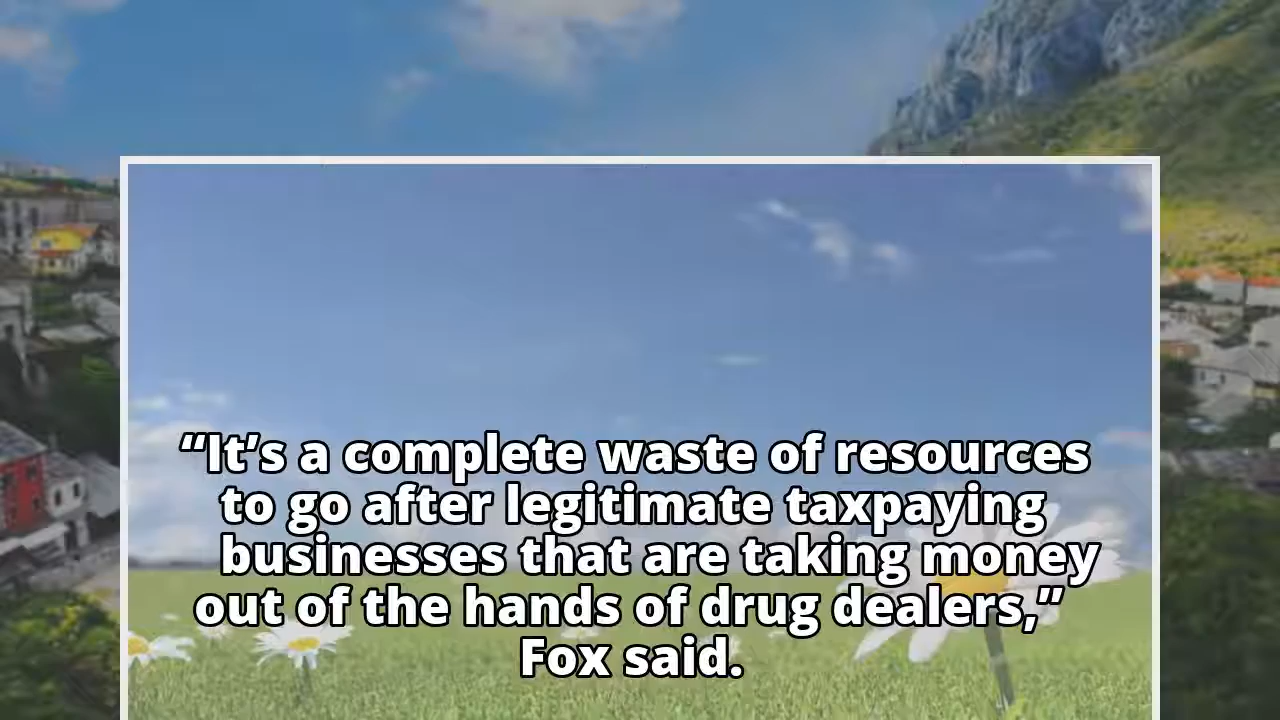 “It’s a complete waste of resources
to go after legitimate taxpaying
businesses that are taking money
out of the hands of drug dealers,”
Fox said.